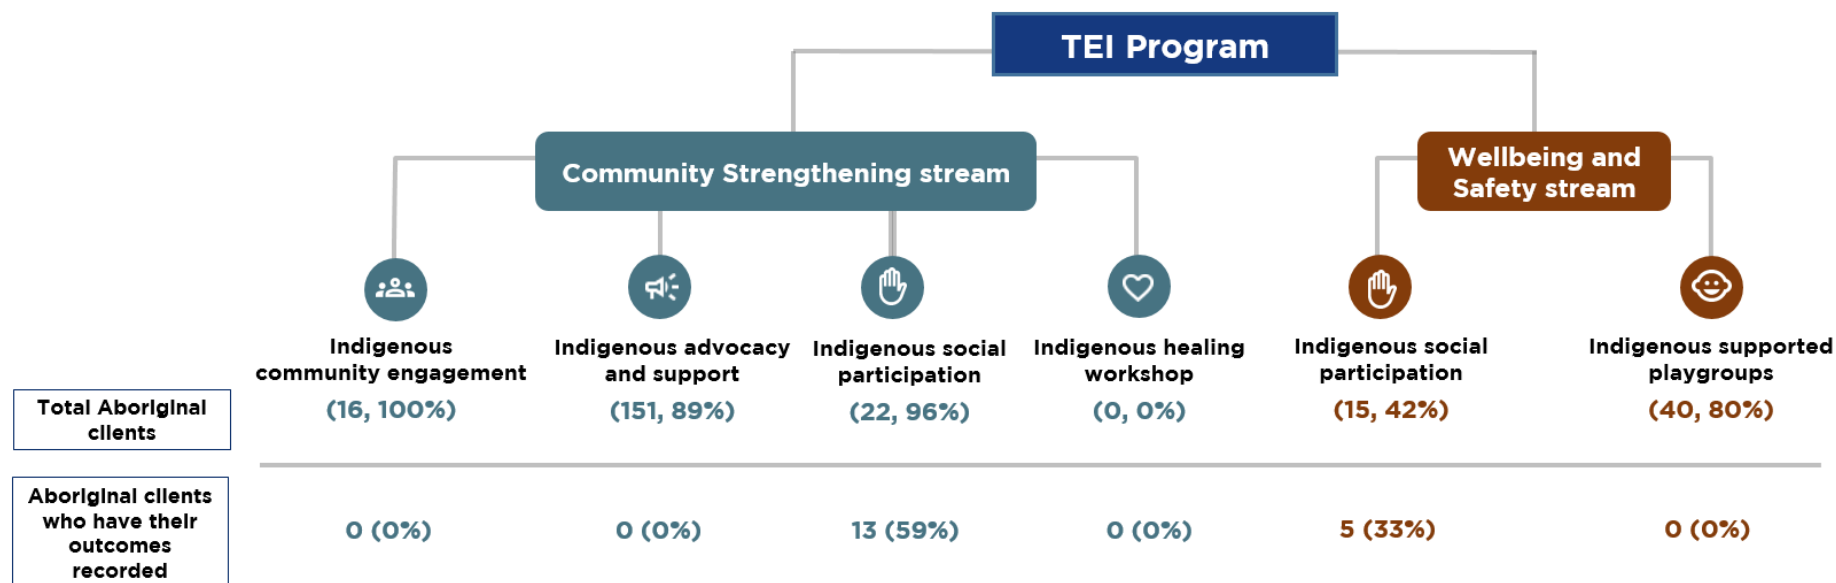 TEI Program
Community Strengthening stream
Wellbeing and
Safety stream
Indigenous
community engagement
Indigenous advocacy
and support
Indigenous social
participation
Indigenous healing
workshop
Indigenous social
participation
Indigenous supported
playgroups
Total Aboriginal
clients
(16, 100%)
(151, 89%)
(22, 96%)
(0, 0%)
(15, 42%)
(40, 80%)
Aboriginal clients
who have their
outcomes
recorded
0 (0%)
0 (0%)
13 (59%)
0 (0%)
5 (33%)
0 (0%)